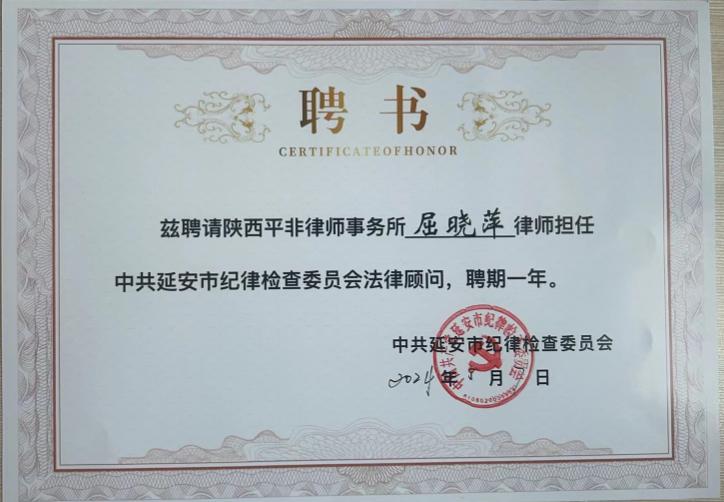 聘书
CERTIFICATEOFHONOR
兹聘请陕西平非律师事务所屈晓萍律师担任
中共延安市纪律检查委员会法律顾问，聘期一年。
中共延安市纪律检查委员会
2024年5月 日